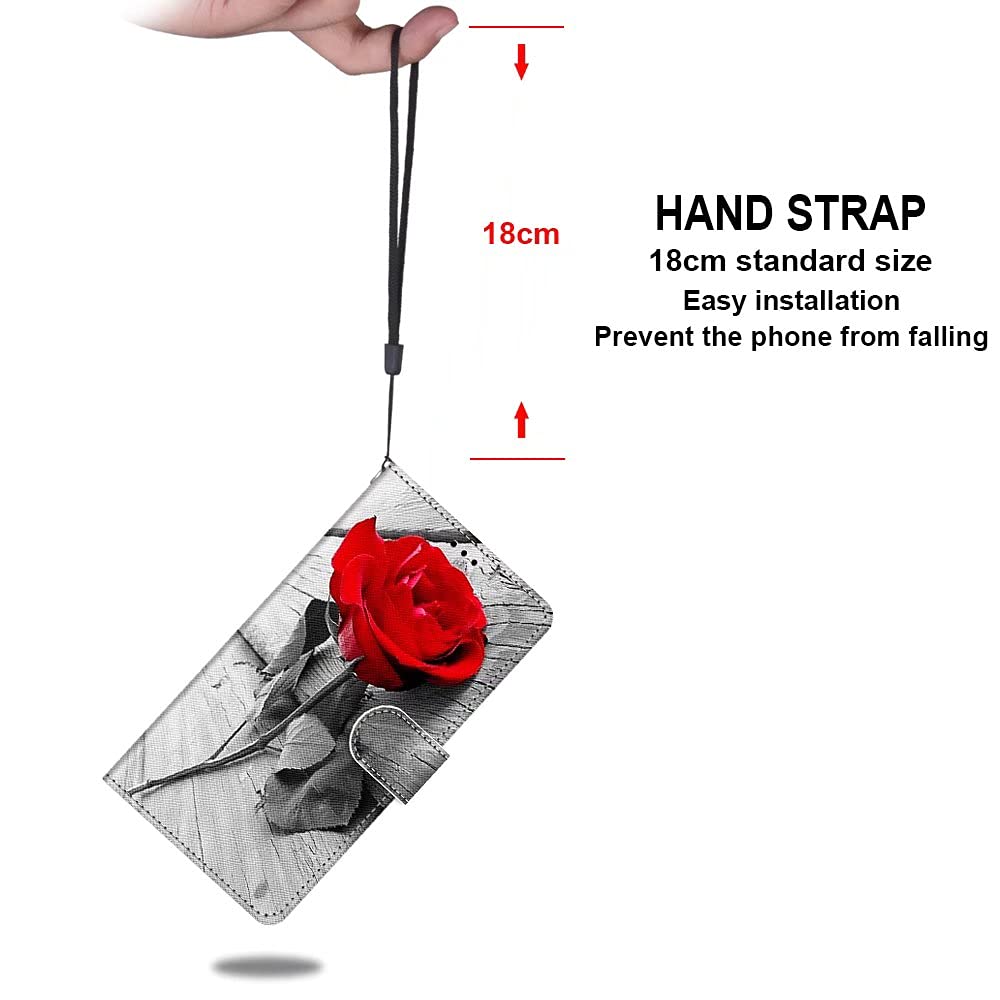 18cm
HAND STRAP
18cm standard size
Easy installation
Prevent the phone from falling